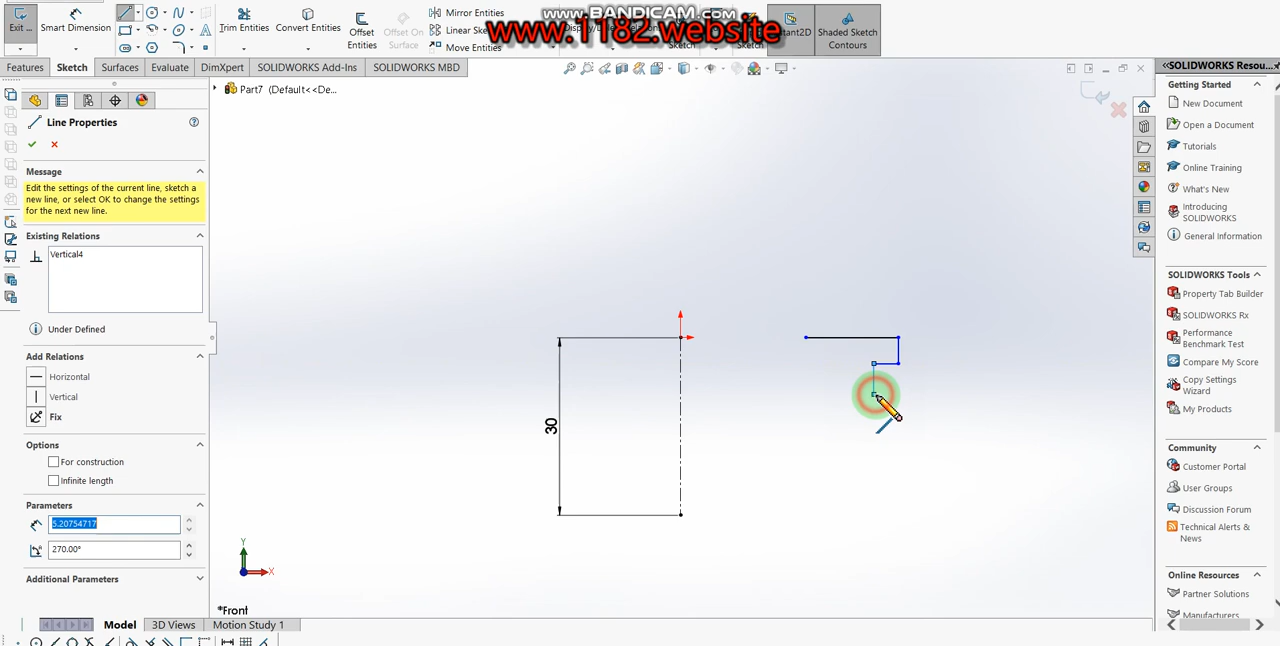 www.BANDICAM.com
www.1182.website
Exit ...
Smart Dimension
Trim Entities
Convert Entities
Offset Entities
Offset On Surface
Mirror Entities
Linear Sk
Move Entities
Display/Dele
Sketch
Sketch
Instant2D
Shaded Sketch Contours
Features
Sketch
Surfaces
Evaluate
DimXpert
SOLIDWORKS Add-Ins
SOLIDWORKS MBD
Part7 (Default<<De...
Line Properties
Message
Edit the settings of the current line, sketch a
new line, or select OK to change the settings
for the next new line.
Existing Relations
Vertical4
Under Defined
Add Relations
Horizontal
Vertical
Fix
Options
For construction
Infinite length
Parameters
5.20754717
270.00°
Additional Parameters
30
Y
X
*Front
Model
3D Views
Motion Study 1
SOLIDWORKS Resou...
Getting Started
New Document
Open a Document
Tutorials
Online Training
What's New
Introducing
SOLIDWORKS
General Information
SOLIDWORKS Tools
Property Tab Builder
SOLIDWORKS Rx
Performance
Benchmark Test
Compare My Score
Copy Settings
Wizard
My Products
Community
Customer Portal
User Groups
Discussion Forum
Technical Alerts &
News
Online Resources
Partner Solutions
Manufacturers